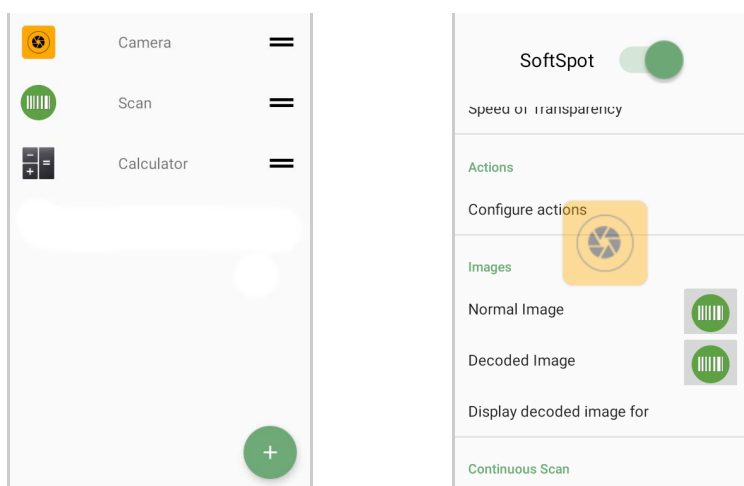 Camera
Scan
Calculator
+
SoftSpot
Speed of Transparency
Actions
Configure actions
Images
Normal Image
Decoded Image
Display decoded image for
Continuous Scan